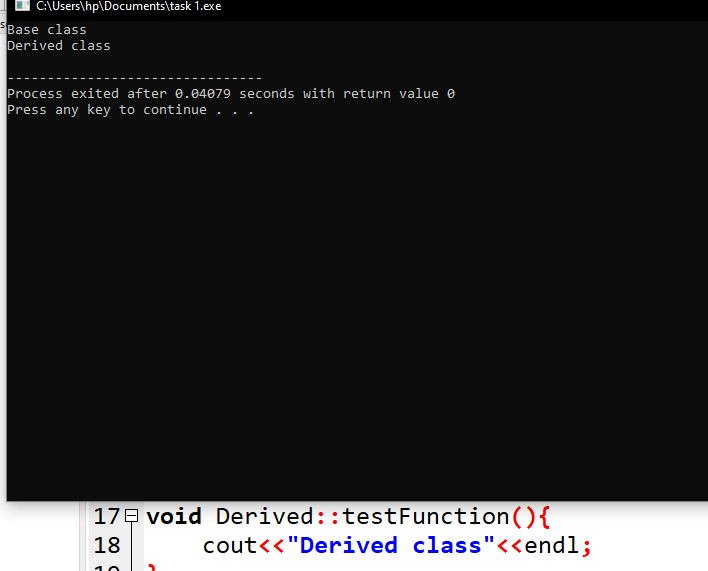 C:\Users\hp\Documents\task 1.exe
Base class
Derived class
--------------------------------
Process exited after 0.04079 seconds with return value 0
Press any key to continue . . .
17 void Derived::testFunction(){
18 cout<<"Derived class"<<endl;